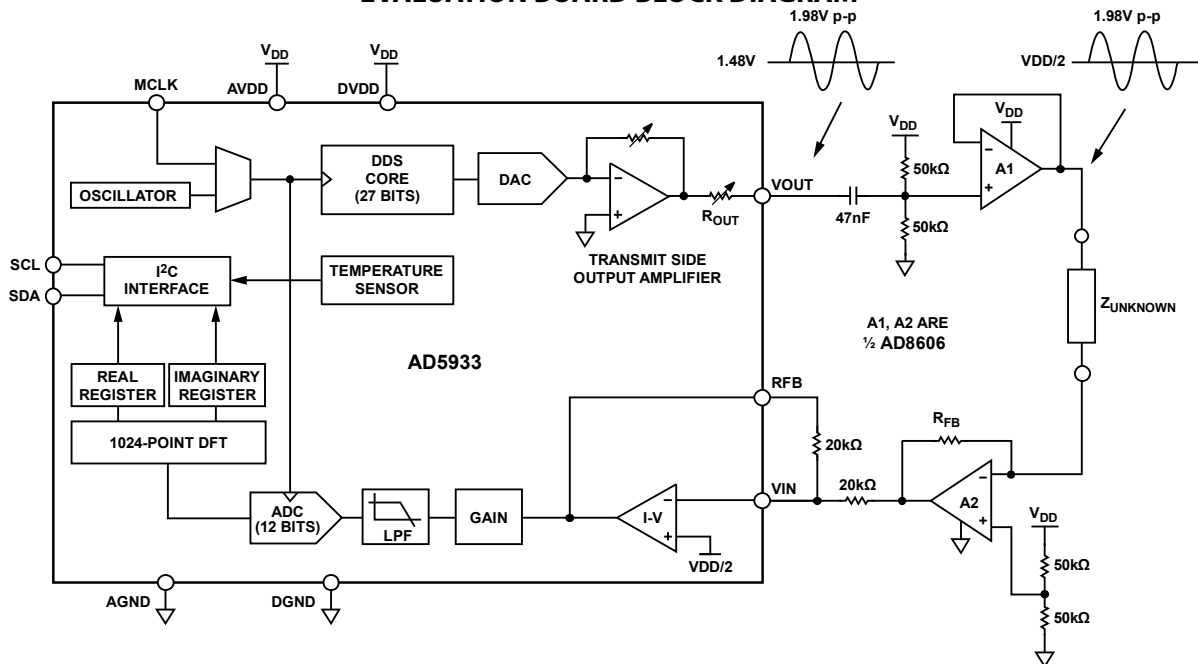 EVALUATION BOARD BLOCK DIAGRAM
1.98V p-p
1.98V p-p
1.48V
VDD/2
VDD
VDD
MCLK
AVDD
DVDD
VDD
VDD
OSCILLATOR
DDS
CORE
(27 BITS)
DAC
−
+
ROUT
VOUT
47nF
50kΩ
50kΩ
−
+
A1
TRANSMIT SIDE
OUTPUT AMPLIFIER
SCL
SDA
I2C
INTERFACE
TEMPERATURE
SENSOR
ZUNKNOWN
A1, A2 ARE
½ AD8606
AD5933
REAL
REGISTER
IMAGINARY
REGISTER
RFB
1024-POINT DFT
20kΩ
RFB
VIN
20kΩ
−
+
A2
ADC
(12 BITS)
LPF
GAIN
I-V
−
+
VDD/2
VDD
50kΩ
50kΩ
AGND
DGND